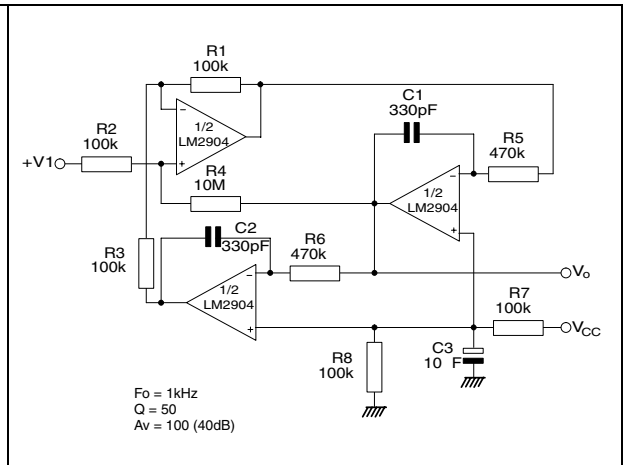 R1
100k
C1
330pF
R5
470k
R2
100k
+V1
1/2
LM2904
-
+
R4
10M
1/2
LM2904
-
+
R3
100k
C2
330pF
R6
470k
1/2
LM2904
-
+
Vo
R7
100k
VCC
R8
100k
C3
10 F
Fo = 1kHz
Q = 50
Av = 100 (40dB)